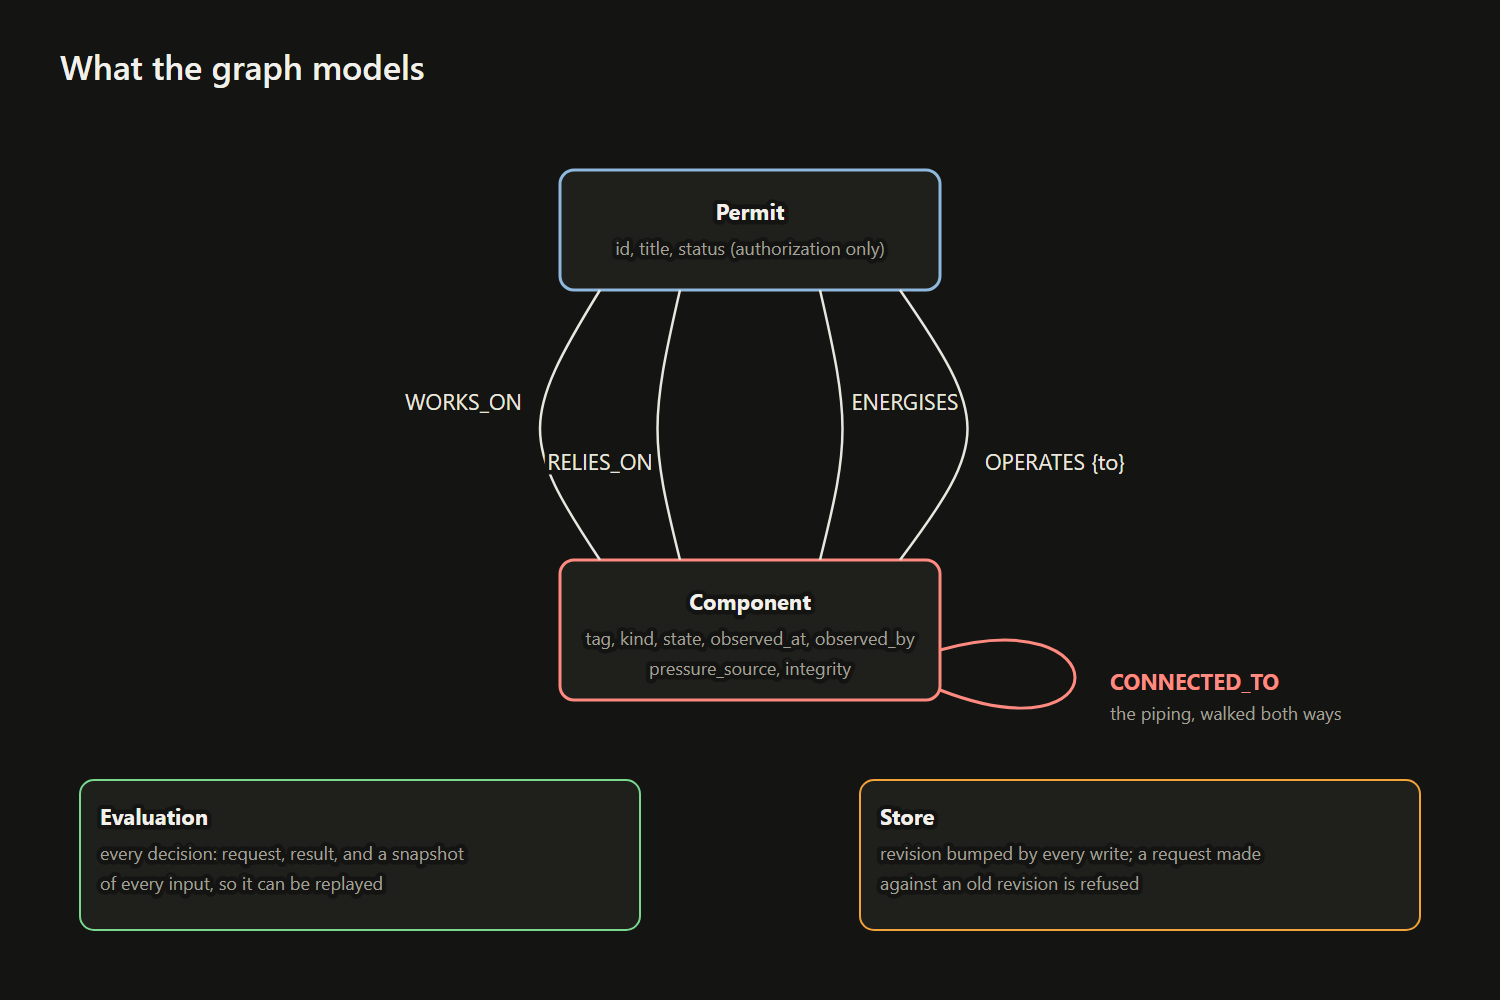 What the graph models
Permit
id, title, status (authorization only)
WORKS_ON
ENERGISES
RELIES_ON
OPERATES {to}
Component
tag, kind, state, observed_at, observed_by
pressure_source, integrity
CONNECTED_TO
the piping, walked both ways
Evaluation
every decision: request, result, and a snapshot
of every input, so it can be replayed
Store
revision bumped by every write; a request made
against an old revision is refused